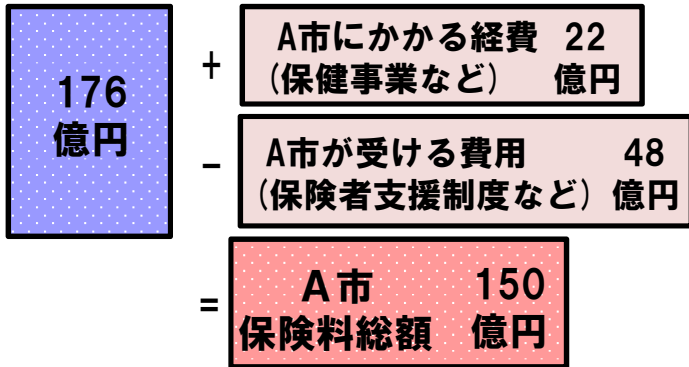 176
億円
+
A市にかかる経費 22
(保健事業など) 億円
-
A市が受ける費用 48
(保険者支援制度など) 億円
=
A市 150
保険料総額 億円